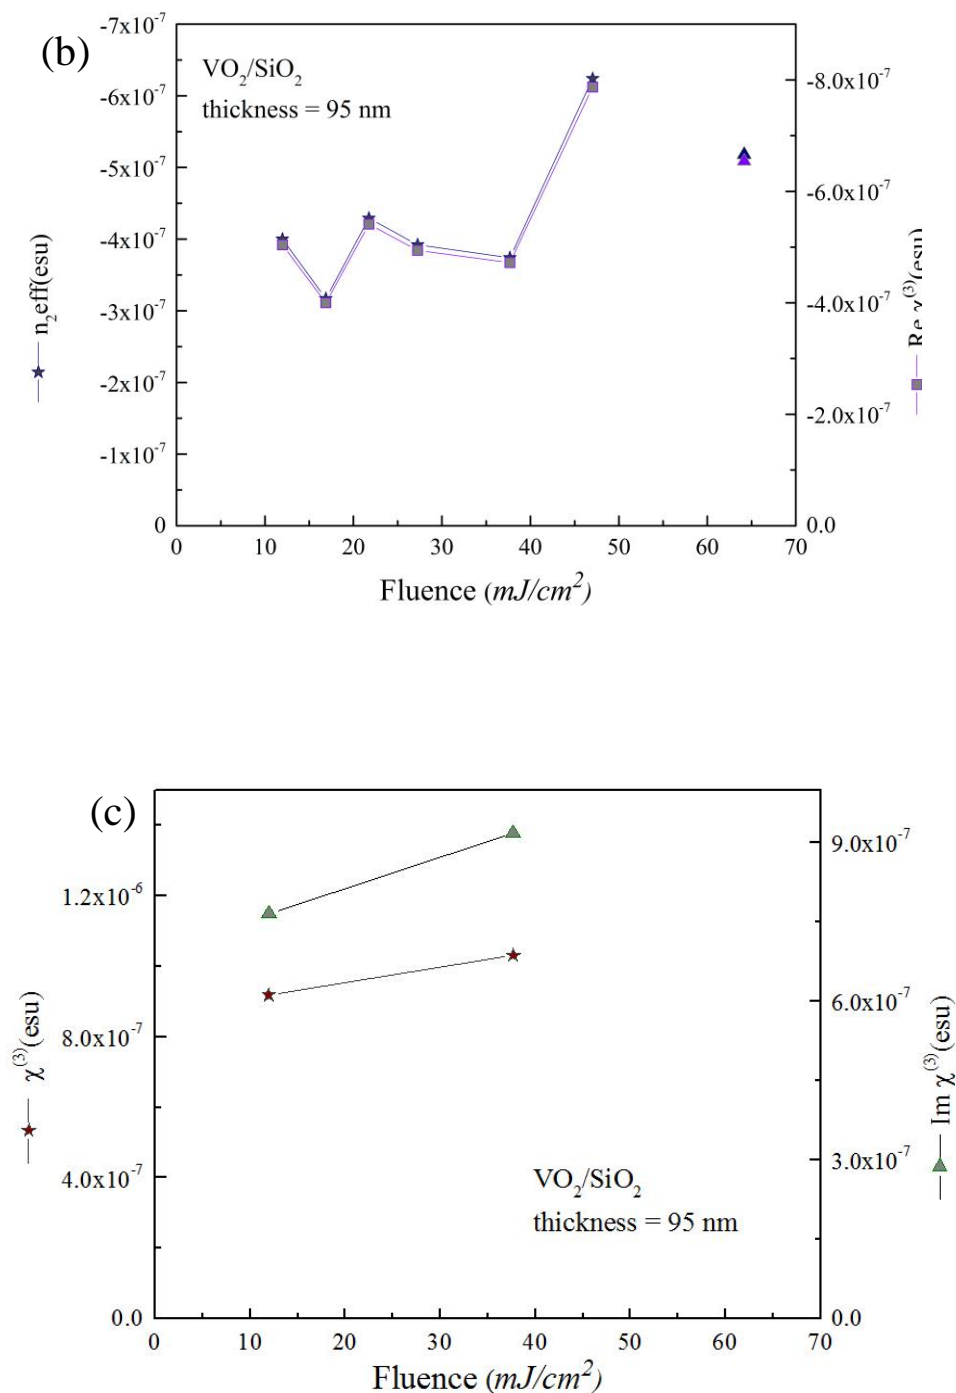 (b)
-7x10⁻⁷
-6x10⁻⁷
-5x10⁻⁷
-4x10⁻⁷
-3x10⁻⁷
-2x10⁻⁷
-1x10⁻⁷
0
n₂eff(esu)
VO₂/SiO₂
thickness = 95 nm
-8.0x10⁻⁷
-6.0x10⁻⁷
-4.0x10⁻⁷
-2.0x10⁻⁷
0.0
Re χ⁽³⁾(esu)
0 10 20 30 40 50 60 70
Fluence (mJ/cm²)
(c)
1.2x10⁻⁶
8.0x10⁻⁷
4.0x10⁻⁷
0.0
χ⁽³⁾(esu)
9.0x10⁻⁷
6.0x10⁻⁷
3.0x10⁻⁷
0.0
Im χ⁽³⁾(esu)
VO₂/SiO₂
thickness = 95 nm
0 10 20 30 40 50 60 70
Fluence (mJ/cm²)